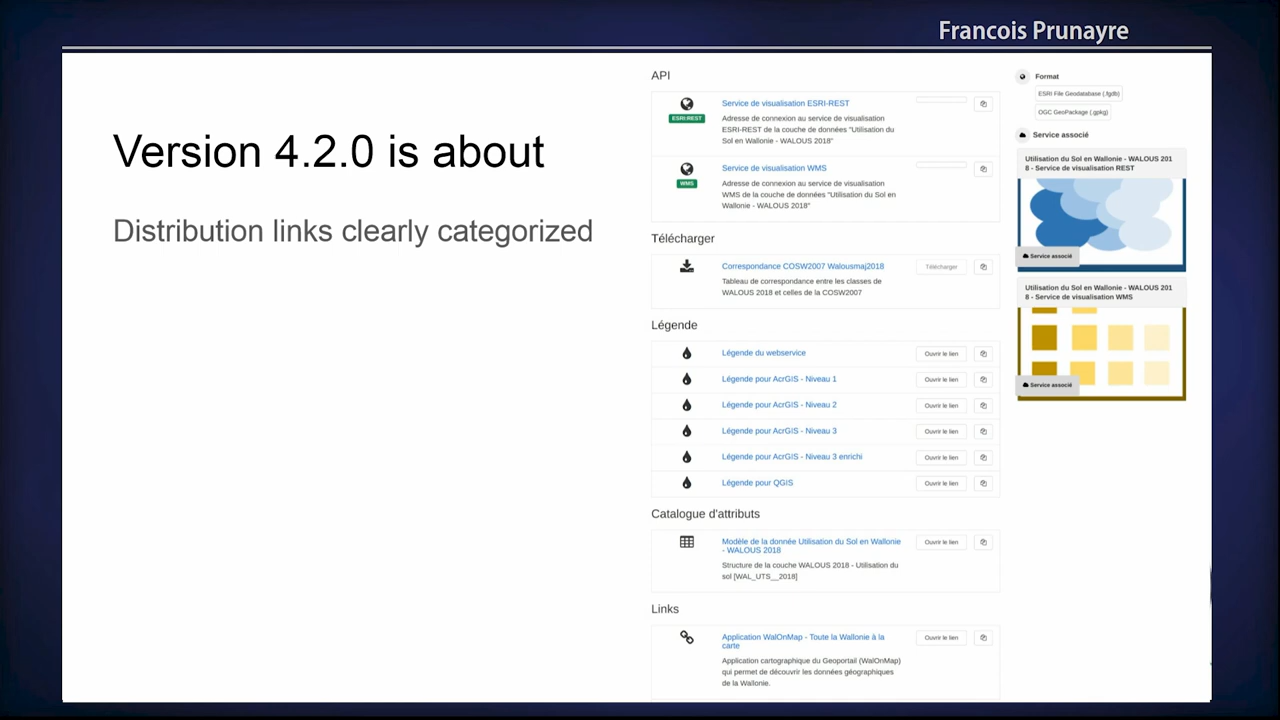 Francois Prunayre
Version 4.2.0 is about
Distribution links clearly categorized
API
ESRI:REST
Service de visualisation ESRI-REST
Adresse de connexion au service de visualisation
ESRI-REST de la couche de données "Utilisation du
Sol en Wallonie - WALOUS 2018"
WMS
Service de visualisation WMS
Adresse de connexion au service de visualisation
WMS de la couche de données "Utilisation du Sol en
Wallonie - WALOUS 2018"
Télécharger
Correspondance COSW2007 Walousmaj2018
Télécharger
Tableau de correspondance entre les classes de
WALOUS 2018 et celles de la COSW2007
Légende
Légende du webservice
Ouvrir le lien
Légende pour AcrGIS - Niveau 1
Ouvrir le lien
Légende pour AcrGIS - Niveau 2
Ouvrir le lien
Légende pour AcrGIS - Niveau 3
Ouvrir le lien
Légende pour AcrGIS - Niveau 3 enrichi
Ouvrir le lien
Légende pour QGIS
Ouvrir le lien
Catalogue d'attributs
Modèle de la donnée Utilisation du Sol en Wallonie
- WALOUS 2018
Ouvrir le lien
Structure de la couche WALOUS 2018 - Utilisation du
sol [WAL_UTS__2018]
Links
Application WalOnMap - Toute la Wallonie à la
carte
Ouvrir le lien
Application cartographique du Geoportail (WalOnMap)
qui permet de découvrir les données géographiques
de la Wallonie.
Format
ESRI File Geodatabase (.fgdb)
OGC GeoPackage (.gpkg)
Service associé
Utilisation du Sol en Wallonie - WALOUS 201
8 - Service de visualisation REST
Service associé
Utilisation du Sol en Wallonie - WALOUS 201
8 - Service de visualisation WMS
Service associé